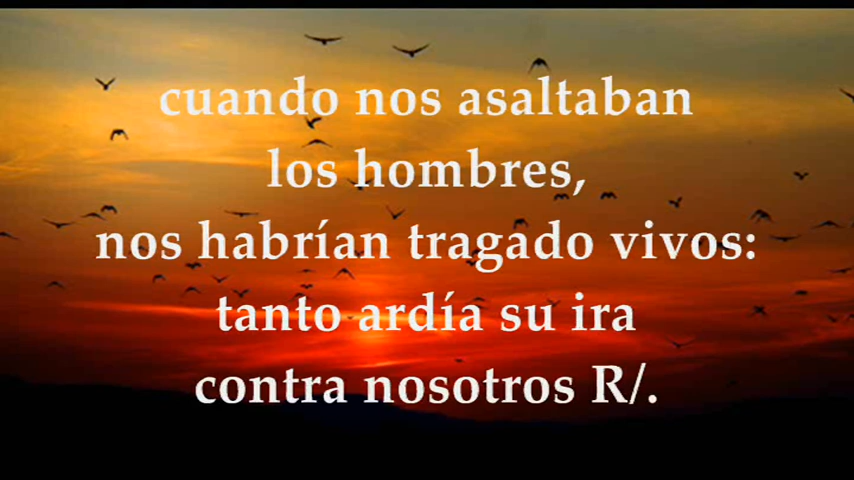 cuando nos asaltaban
los hombres,
nos habrían tragado vivos:
tanto ardía su ira
contra nosotros R/.